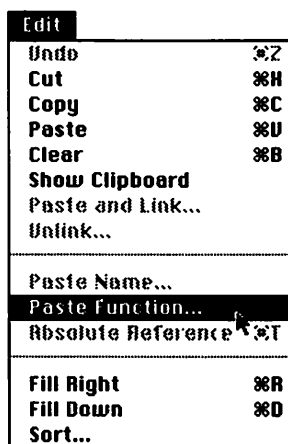 Edit
Undo ⌘Z
Cut ⌘X
Copy ⌘C
Paste ⌘V
Clear ⌘B
Show Clipboard
Paste and Link...
Unlink...
Paste Name...
Paste Function...
Absolute Reference ⌘T
Fill Right ⌘R
Fill Down ⌘D
Sort...